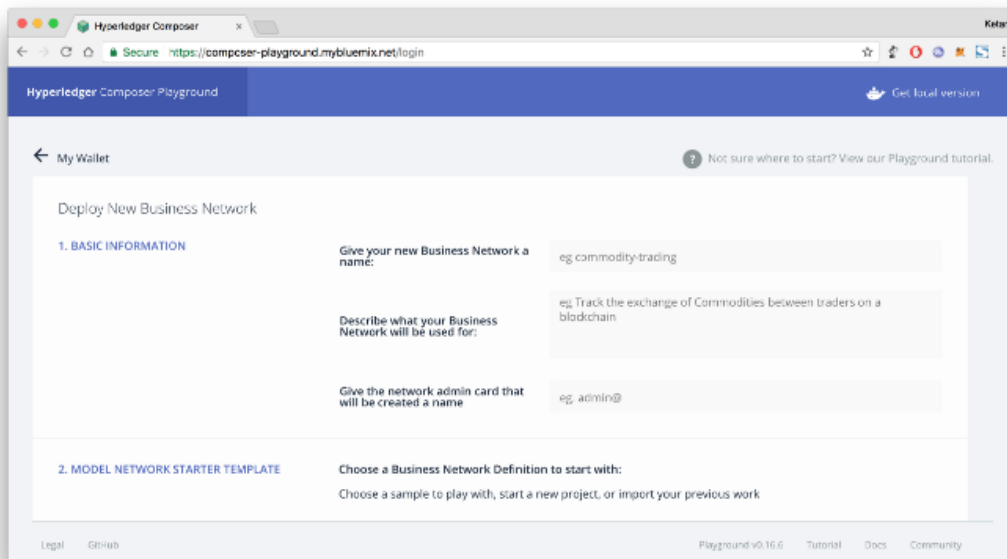 Hyperledger Composer
Ketan
Secure https://composer-playground.mybluemix.net/login
Hyperledger Composer Playground
Get local version
My Wallet
? Not sure where to start? View our Playground tutorial.
Deploy New Business Network
1. BASIC INFORMATION
Give your new Business Network a
name:
eg commodity-trading
Describe what your Business
Network will be used for:
eg Track the exchange of Commodities between traders on a
blockchain
Give the network admin card that
will be created a name
eg. admin@
2. MODEL NETWORK STARTER TEMPLATE
Choose a Business Network Definition to start with:
Choose a sample to play with, start a new project, or import your previous work
Legal GitHub
Playground v0.16.6 Tutorial Docs Community